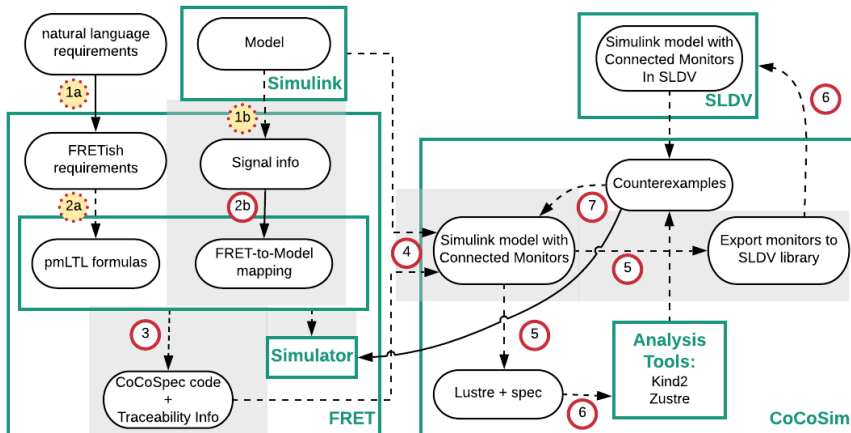 natural language
requirements
Model
Simulink
Simulink model with
Connected Monitors
In SLDV
SLDV
1a
1b
6
FRETish
requirements
Signal info
2a
2b
Counterexamples
7
pmLTL formulas
FRET-to-Model
mapping
4
Simulink model with
Connected Monitors
5
Export monitors to
SLDV library
3
Simulator
5
Analysis
Tools:
Kind2
Zustre
CoCoSpec code
+
Traceability Info
FRET
Lustre + spec
6
CoCoSim